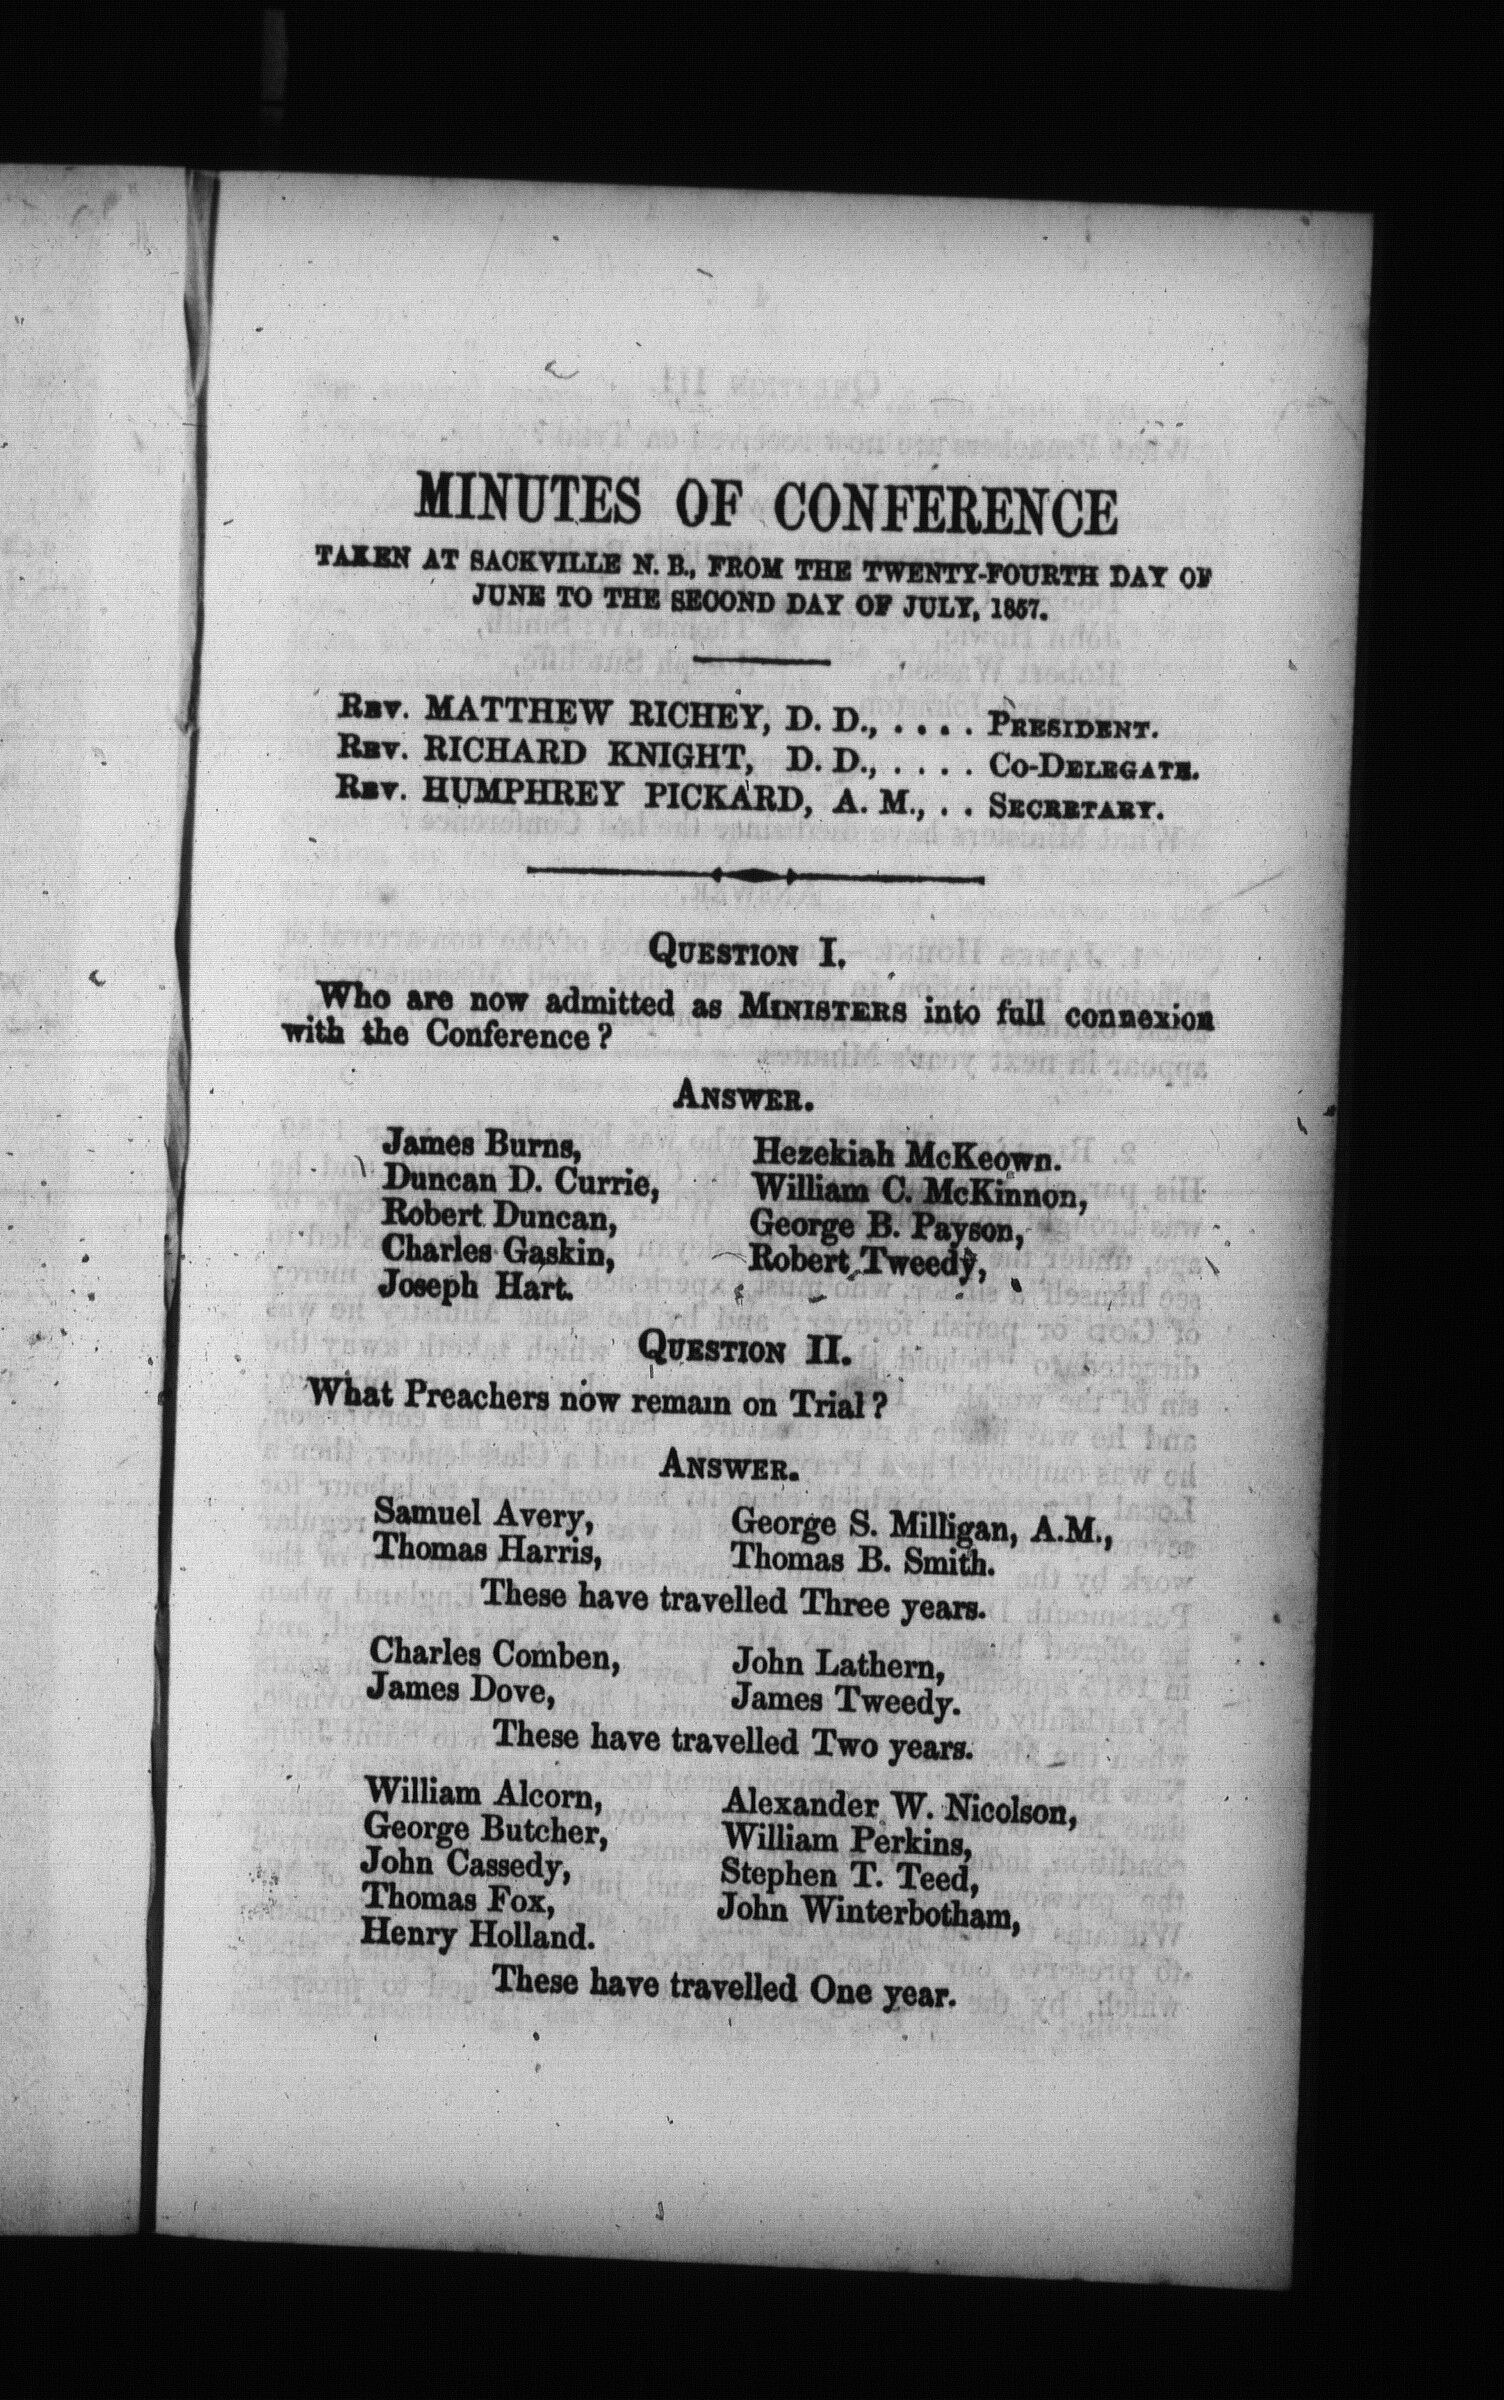 MINUTES OF CONFERENCE
TAKEN AT SACKVILLE N. B., FROM THE TWENTY-FOURTH DAY OF
JUNE TO THE SECOND DAY OF JULY, 1857.
REV. MATTHEW RICHEY, D. D., . . . . PRESIDENT.
REV. RICHARD KNIGHT, D. D., . . . . CO-DELEGATE.
REV. HUMPHREY PICKARD, A. M., . . SECRETARY.
QUESTION I.
Who are now admitted as MINISTERS into full connexion
with the Conference?
ANSWER.
James Burns, Hezekiah McKeown.
Duncan D. Currie, William C. McKinnon,
Robert Duncan, George B. Payson,
Charles Gaskin, Robert Tweedy,
Joseph Hart.
QUESTION II.
What Preachers now remain on Trial?
ANSWER.
Samuel Avery, George S. Milligan, A.M.,
Thomas Harris, Thomas B. Smith.
These have travelled Three years.
Charles Comben, John Lathern,
James Dove, James Tweedy.
These have travelled Two years.
William Alcorn, Alexander W. Nicolson,
George Butcher, William Perkins,
John Cassedy, Stephen T. Teed,
Thomas Fox, John Winterbotham,
Henry Holland.
These have travelled One year.